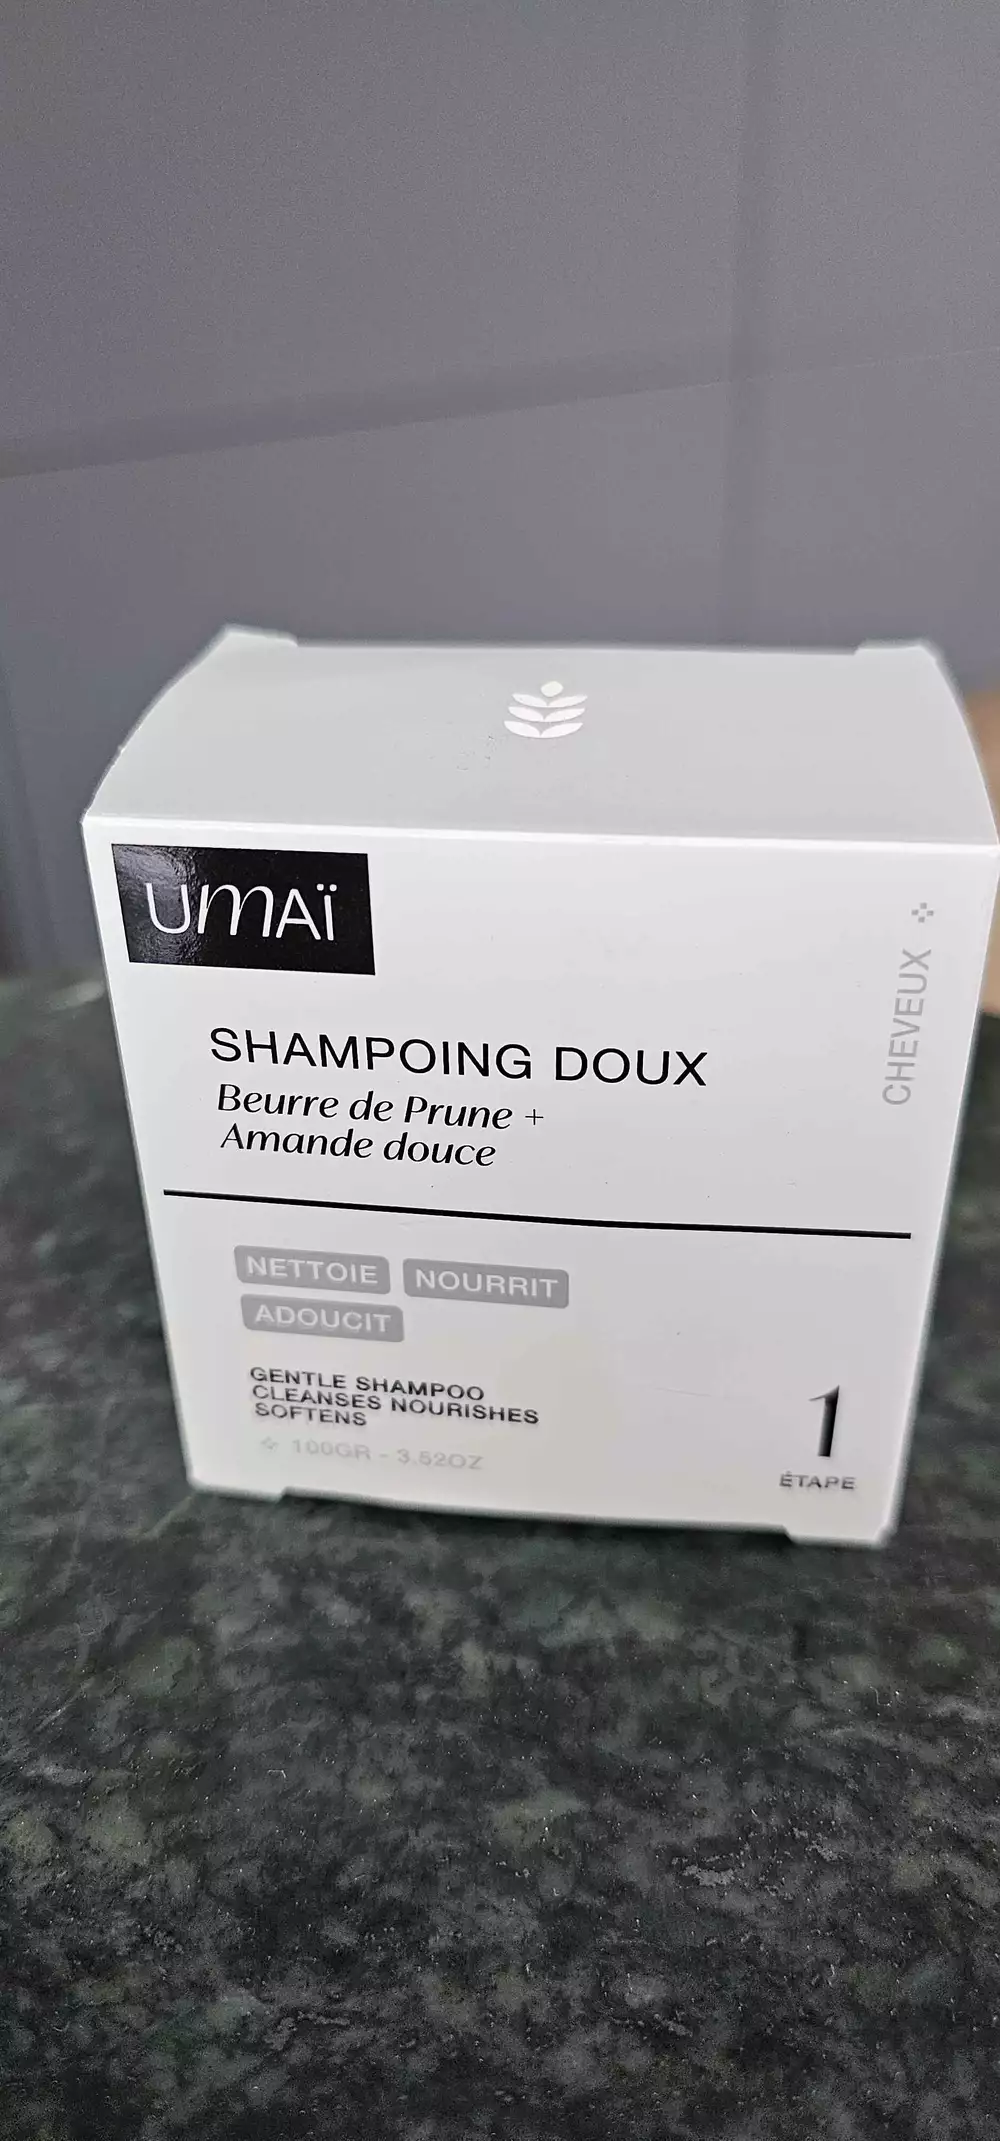 UMAÏ
CHEVEUX
SHAMPOING DOUX
Beurre de Prune +
Amande douce
NETTOIE NOURRIT
ADOUCIT
GENTLE SHAMPOO
CLEANSES NOURISHES
SOFTENS
100GR - 3.52OZ
1
ÉTAPE